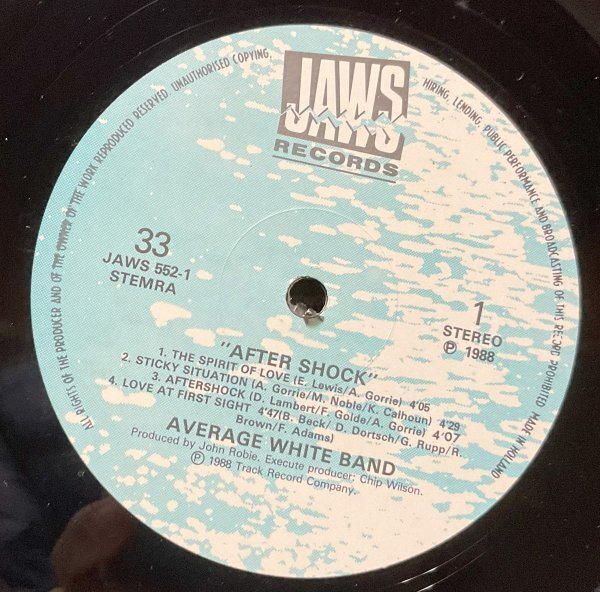 JAWS
RECORDS
ALL RIGHTS OF THE PRODUCER AND OF THE OWNER OF THE WORK REPRODUCED RESERVED. UNAUTHORISED COPYING,
HIRING, LENDING, PUBLIC PERFORMANCE AND BROADCASTING OF THIS RECORD PROHIBITED. MADE IN HOLLAND
33
JAWS 552-1
STEMRA
1
STEREO
℗ 1988
"AFTER SHOCK"
1. THE SPIRIT OF LOVE (E. Lewis/A. Gorrie) 4'05
2. STICKY SITUATION (A. Gorrie/M. Noble/K. Calhoun) 4'29
3. AFTERSHOCK (D. Lambert/F. Golde/A. Gorrie) 4'07
4. LOVE AT FIRST SIGHT 4'47(B. Beck/ D. Dortsch/G. Rupp/R.
Brown/F. Adams)
AVERAGE WHITE BAND
Produced by John Robie. Execute producer; Chip Wilson.
℗ 1988 Track Record Company.